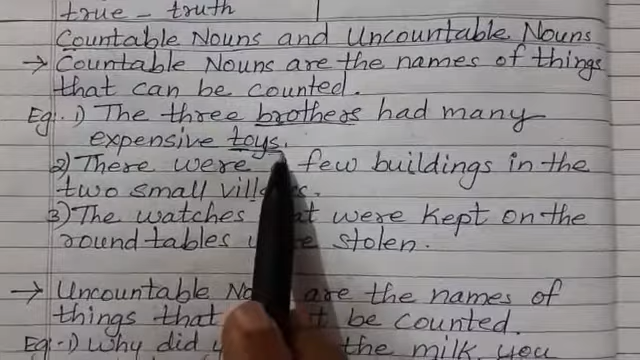 true - truth
Countable Nouns and Uncountable Nouns
→ Countable Nouns are the names of things
that can be counted.
Eg:- 1) The three brothers had many
expensive toys.
2) There were few buildings in the
two small
3) The watches were kept on the
round tables stolen.
→ Uncountable are the names of
things that be counted.
Eg:- 1) Why did the milk you